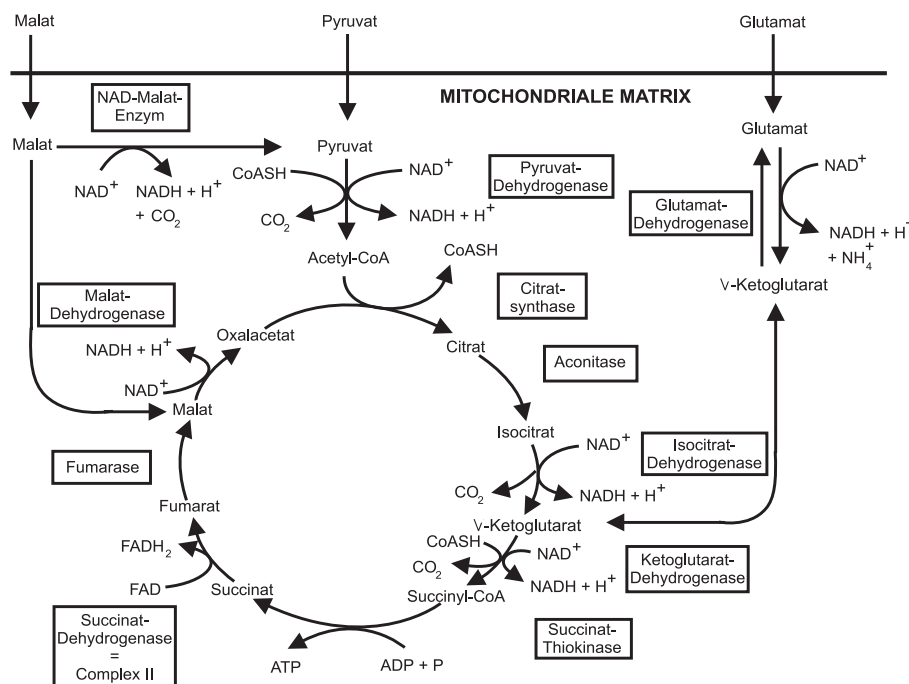 Malat
Pyruvat
Glutamat
MITOCHONDRIALE MATRIX
NAD-Malat-
Enzym
Malat
Pyruvat
Glutamat
NAD+
NADH + H+
+ CO2
CoASH
NAD+
CO2
NADH + H+
Pyruvat-
Dehydrogenase
Glutamat-
Dehydrogenase
NAD+
NADH + H-
+ NH4+
Acetyl-CoA
CoASH
V-Ketoglutarat
Malat-
Dehydrogenase
Oxalacetat
Citrat-
synthase
Citrat
Aconitase
NADH + H+
NAD+
Malat
Isocitrat
NAD+
Isocitrat-
Dehydrogenase
CO2
NADH + H+
Fumarase
Fumarat
V-Ketoglutarat
CoASH
NAD+
CO2
NADH + H+
Ketoglutarat-
Dehydrogenase
FADH2
FAD
Succinat
Succinyl-CoA
Succinat-
Dehydrogenase
=
Complex II
ATP
ADP + P
Succinat-
Thiokinase